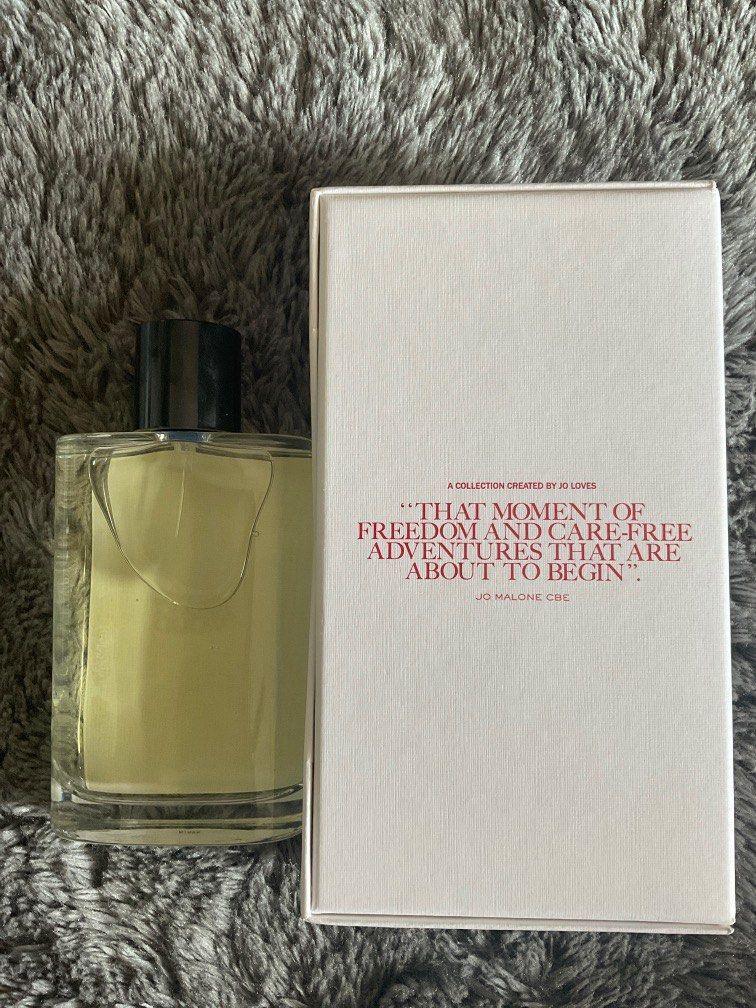 A COLLECTION CREATED BY JO LOVES
‘‘THAT MOMENT OF
FREEDOM AND CARE-FREE
ADVENTURES THAT ARE
ABOUT TO BEGIN”.
JO MALONE CBE